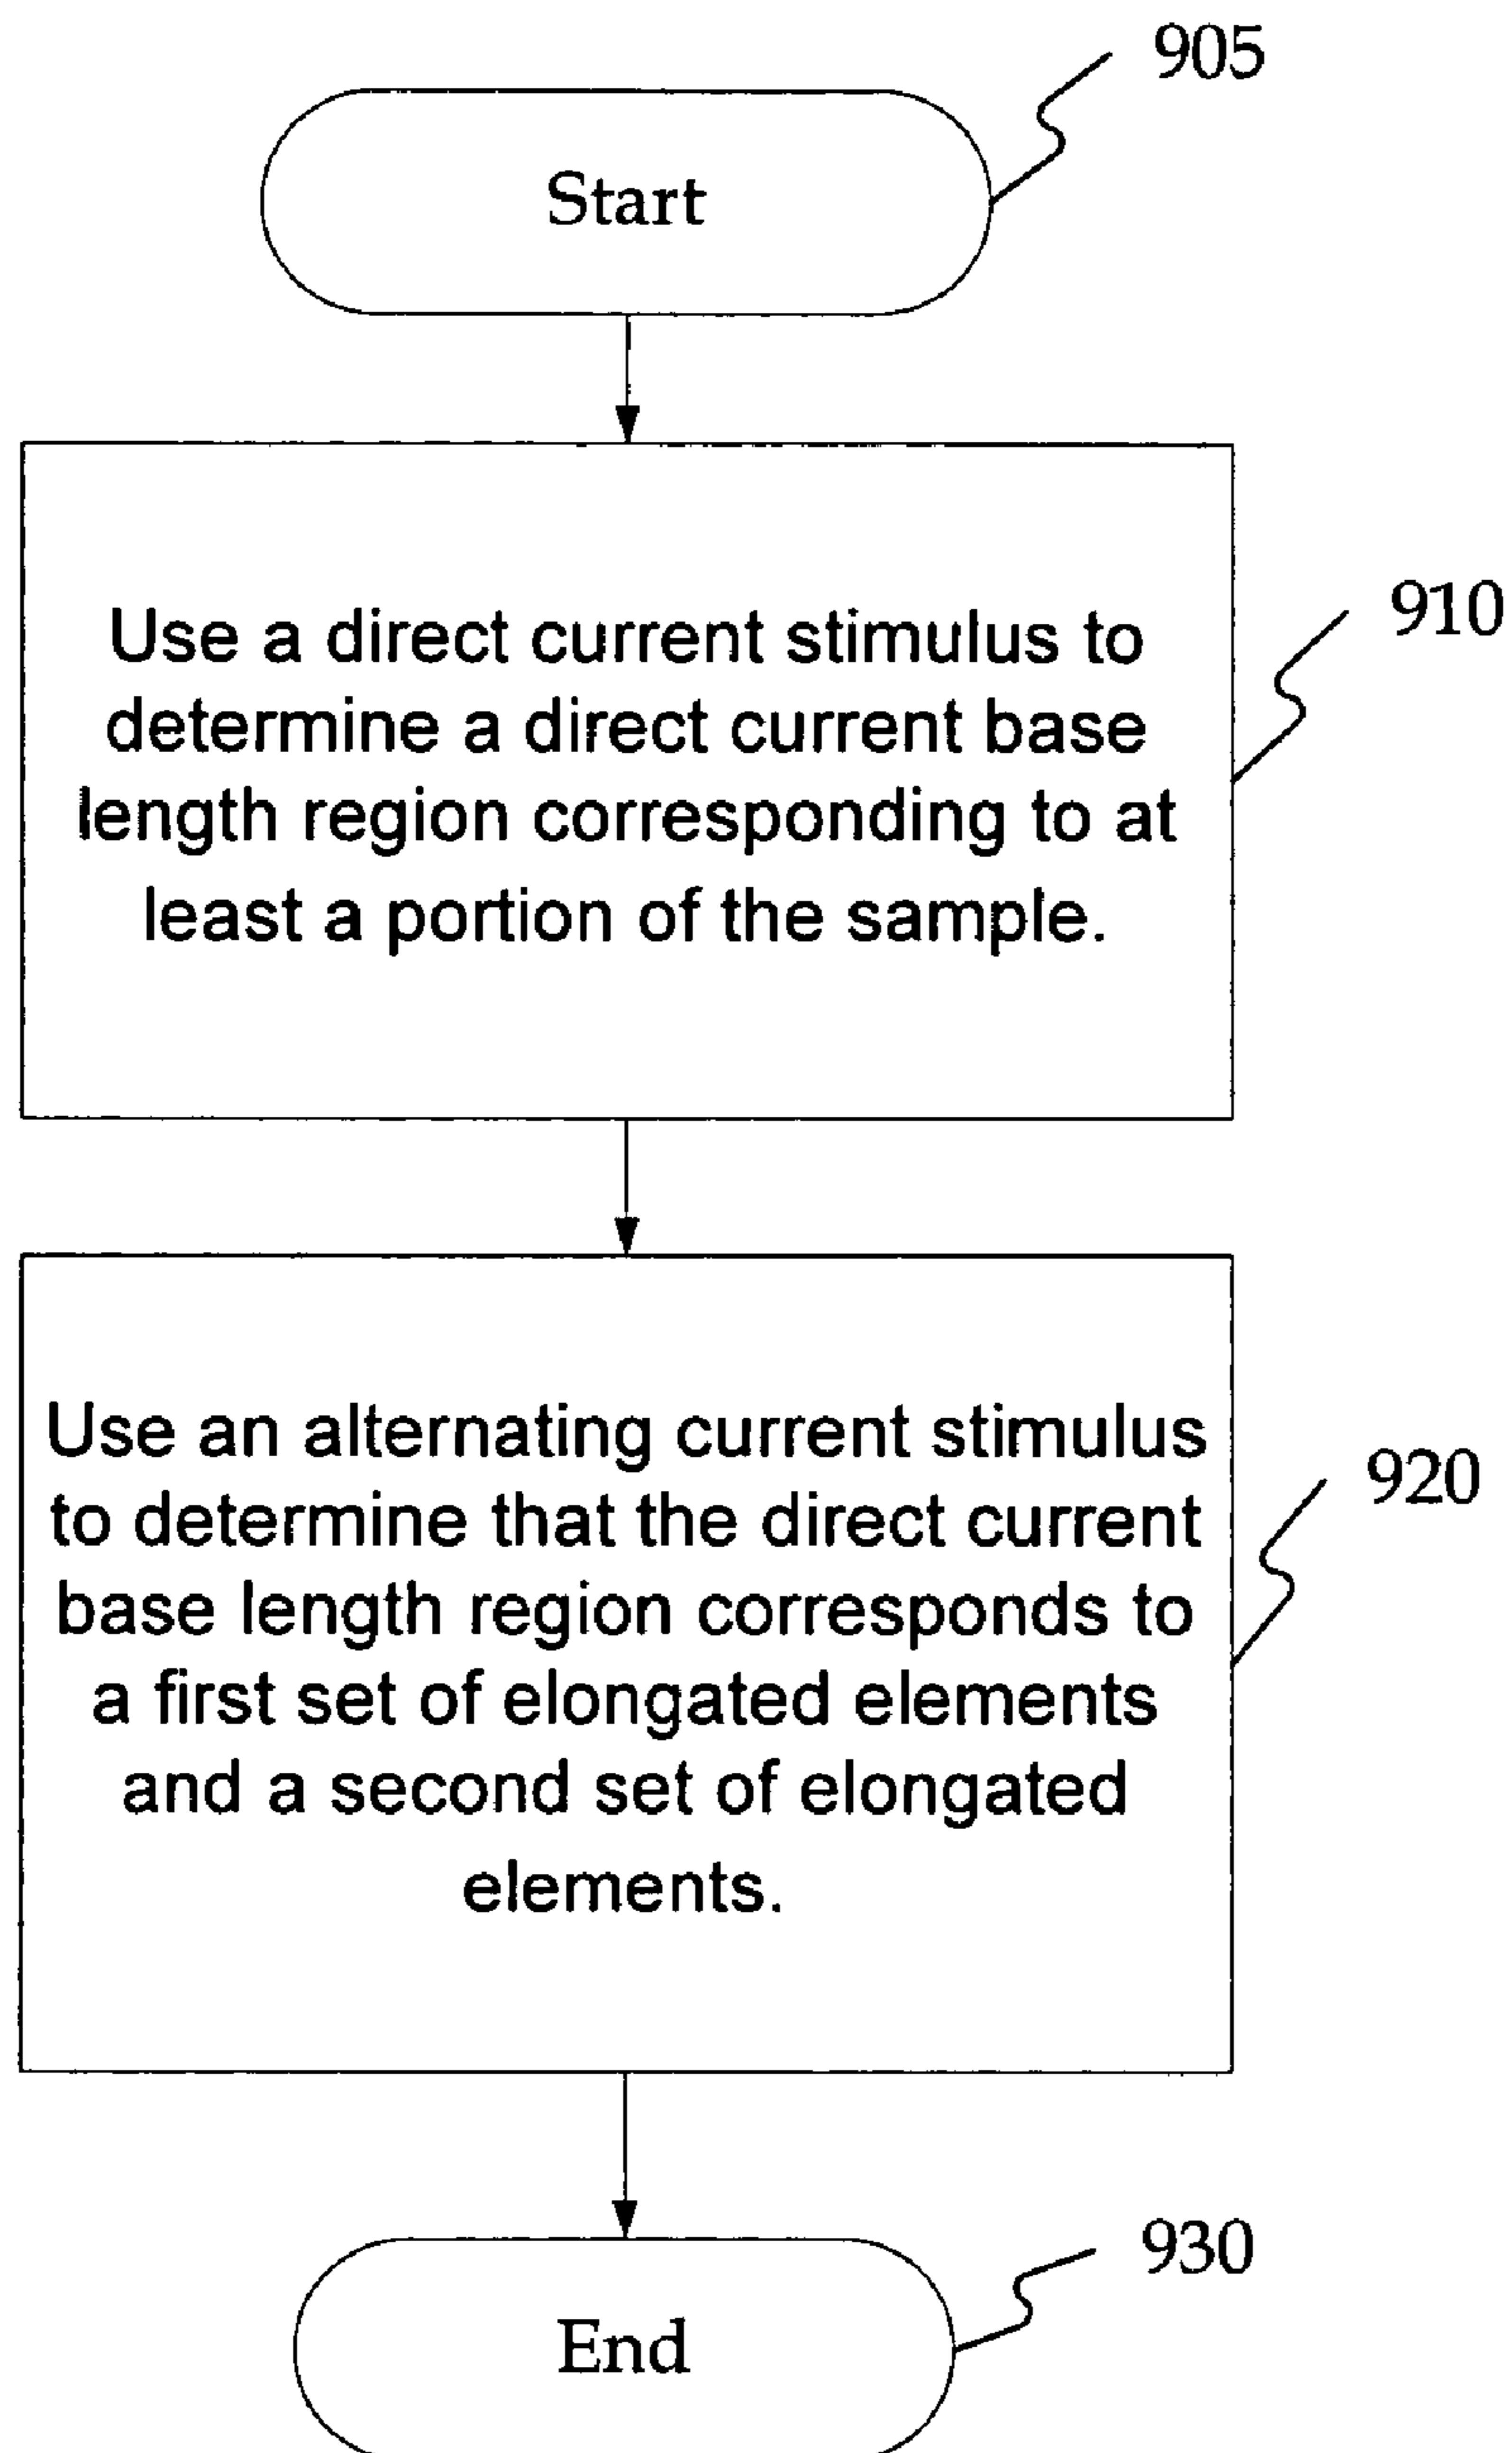 905
Start
910
Use a direct current stimulus to
determine a direct current base
length region corresponding to at
least a portion of the sample.
920
Use an alternating current stimulus
to determine that the direct current
base length region corresponds to
a first set of elongated elements
and a second set of elongated
elements.
930
End